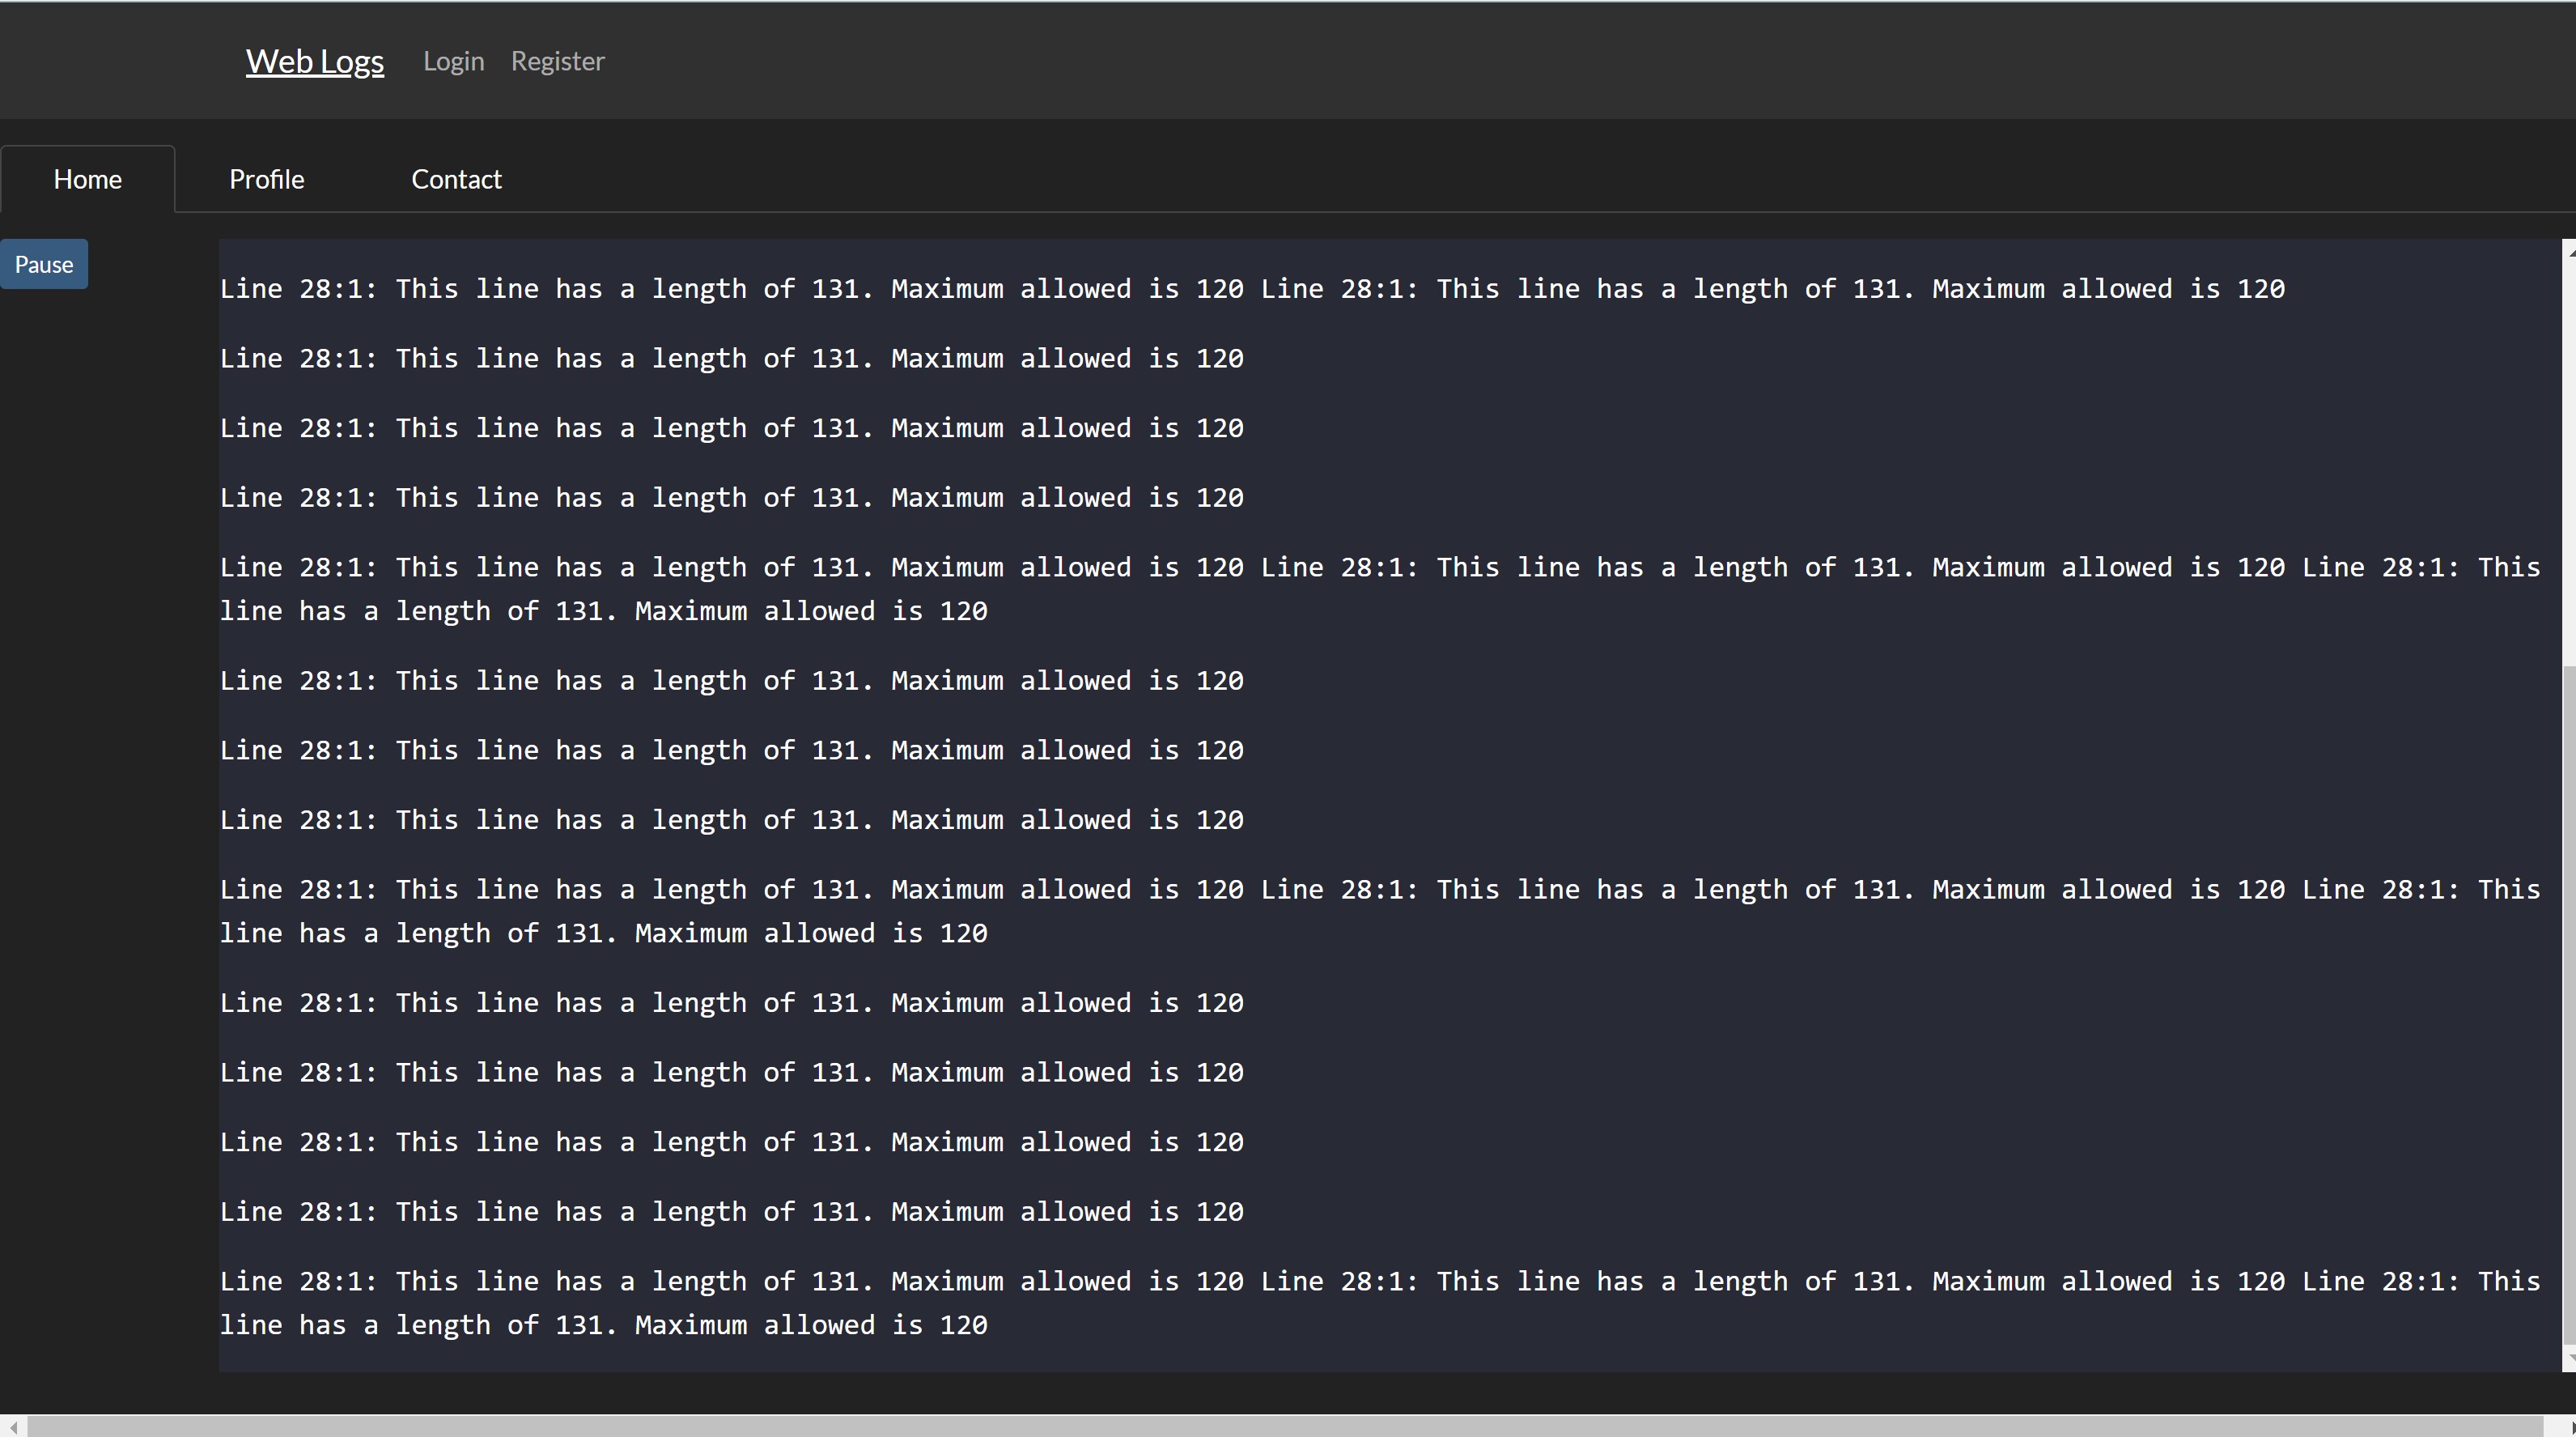 Web Logs Login Register
Home Profile Contact
Pause
Line 28:1: This line has a length of 131. Maximum allowed is 120 Line 28:1: This line has a length of 131. Maximum allowed is 120
Line 28:1: This line has a length of 131. Maximum allowed is 120
Line 28:1: This line has a length of 131. Maximum allowed is 120
Line 28:1: This line has a length of 131. Maximum allowed is 120
Line 28:1: This line has a length of 131. Maximum allowed is 120 Line 28:1: This line has a length of 131. Maximum allowed is 120 Line 28:1: This
line has a length of 131. Maximum allowed is 120
Line 28:1: This line has a length of 131. Maximum allowed is 120
Line 28:1: This line has a length of 131. Maximum allowed is 120
Line 28:1: This line has a length of 131. Maximum allowed is 120
Line 28:1: This line has a length of 131. Maximum allowed is 120 Line 28:1: This line has a length of 131. Maximum allowed is 120 Line 28:1: This
line has a length of 131. Maximum allowed is 120
Line 28:1: This line has a length of 131. Maximum allowed is 120
Line 28:1: This line has a length of 131. Maximum allowed is 120
Line 28:1: This line has a length of 131. Maximum allowed is 120
Line 28:1: This line has a length of 131. Maximum allowed is 120
Line 28:1: This line has a length of 131. Maximum allowed is 120 Line 28:1: This line has a length of 131. Maximum allowed is 120 Line 28:1: This
line has a length of 131. Maximum allowed is 120